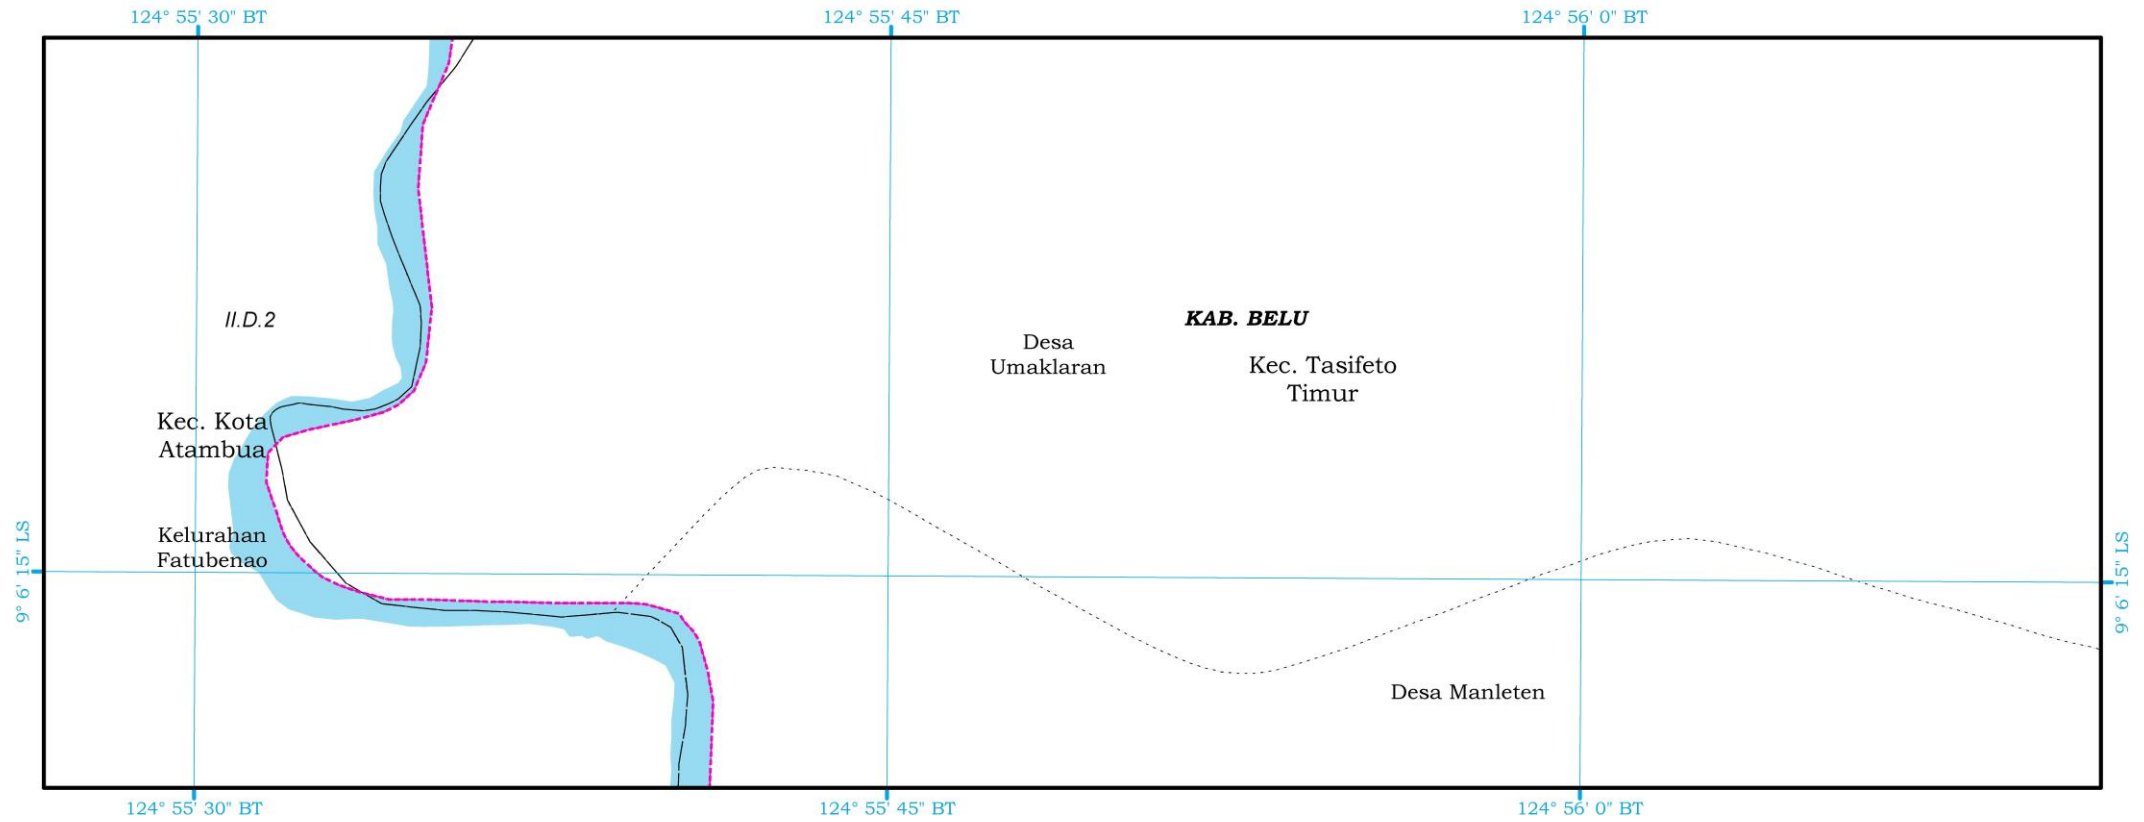 124° 55' 30" BT
124° 55' 45" BT
124° 56' 0" BT
II.D.2
KAB. BELU
Desa
Umaklaran
Kec. Tasifeto
Timur
Kec. Kota
Atambua
Kelurahan
Fatubenao
9° 6' 15" LS
9° 6' 15" LS
Desa Manleten
124° 55' 30" BT
124° 55' 45" BT
124° 56' 0" BT